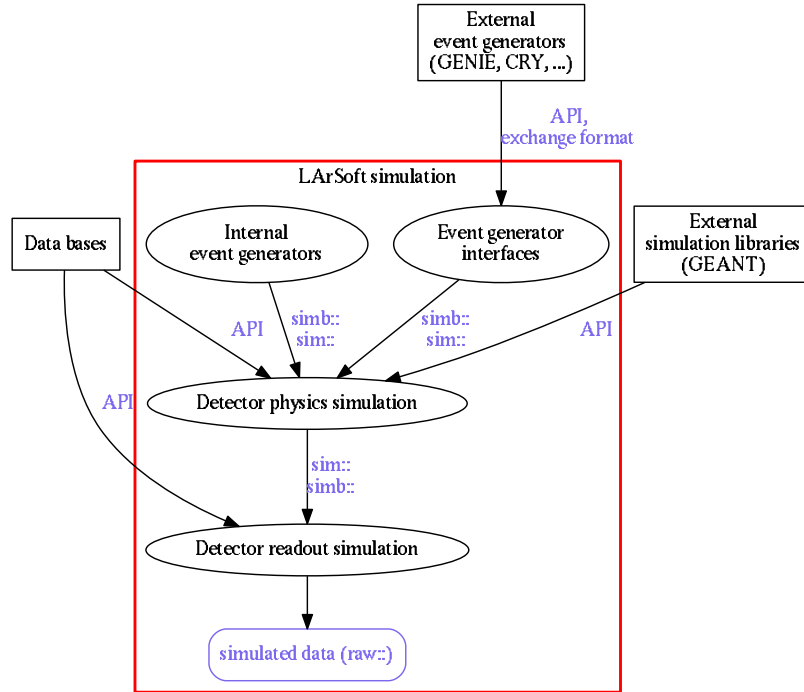 External
event generators
(GENIE, CRY, ...)
API,
exchange format
LArSoft simulation
Data bases
Internal
event generators
Event generator
interfaces
External
simulation libraries
(GEANT)
API
simb::
sim::
simb::
sim::
API
Detector physics simulation
API
sim::
simb::
Detector readout simulation
simulated data (raw::)